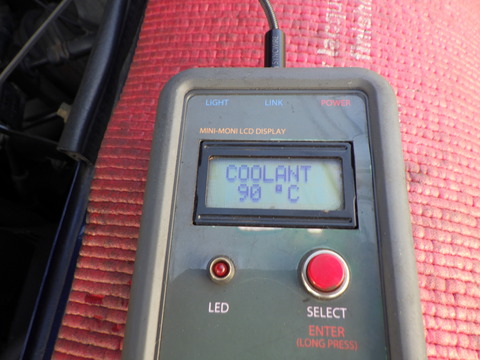 LIGHT LINK POWER
MINI-MONI LCD DISPLAY
COOLANT
90 °C
LED
SELECT
ENTER
(LONG PRESS)